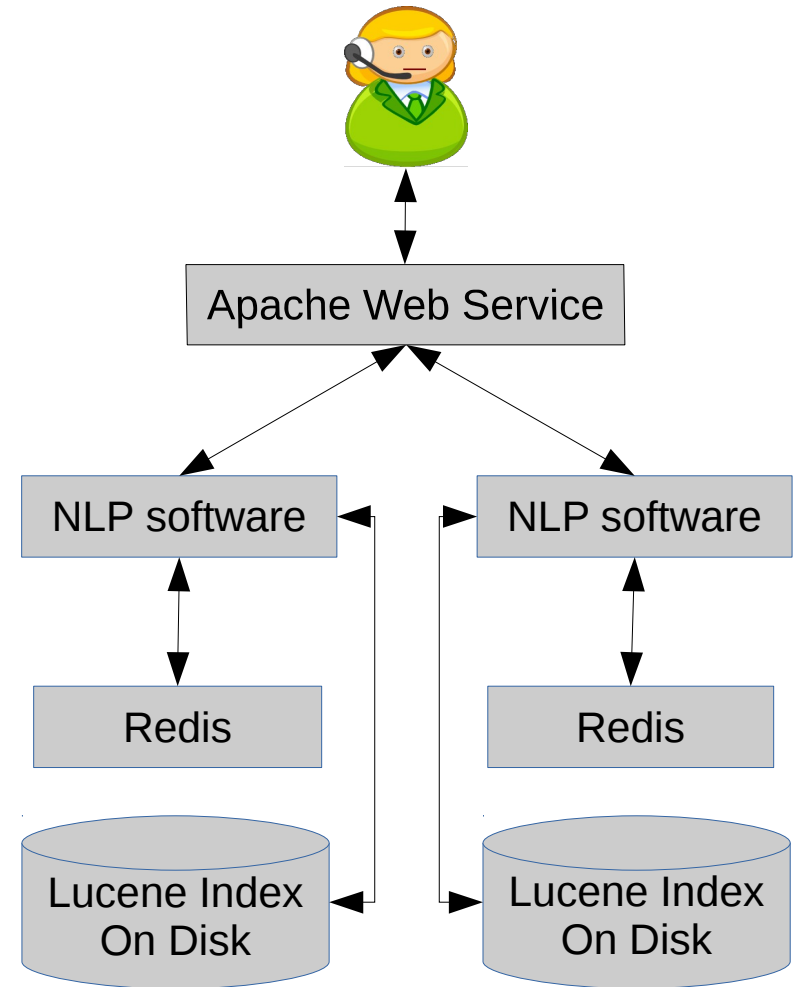 Apache Web Service
NLP software
NLP software
Redis
Redis
Lucene Index
On Disk
Lucene Index
On Disk